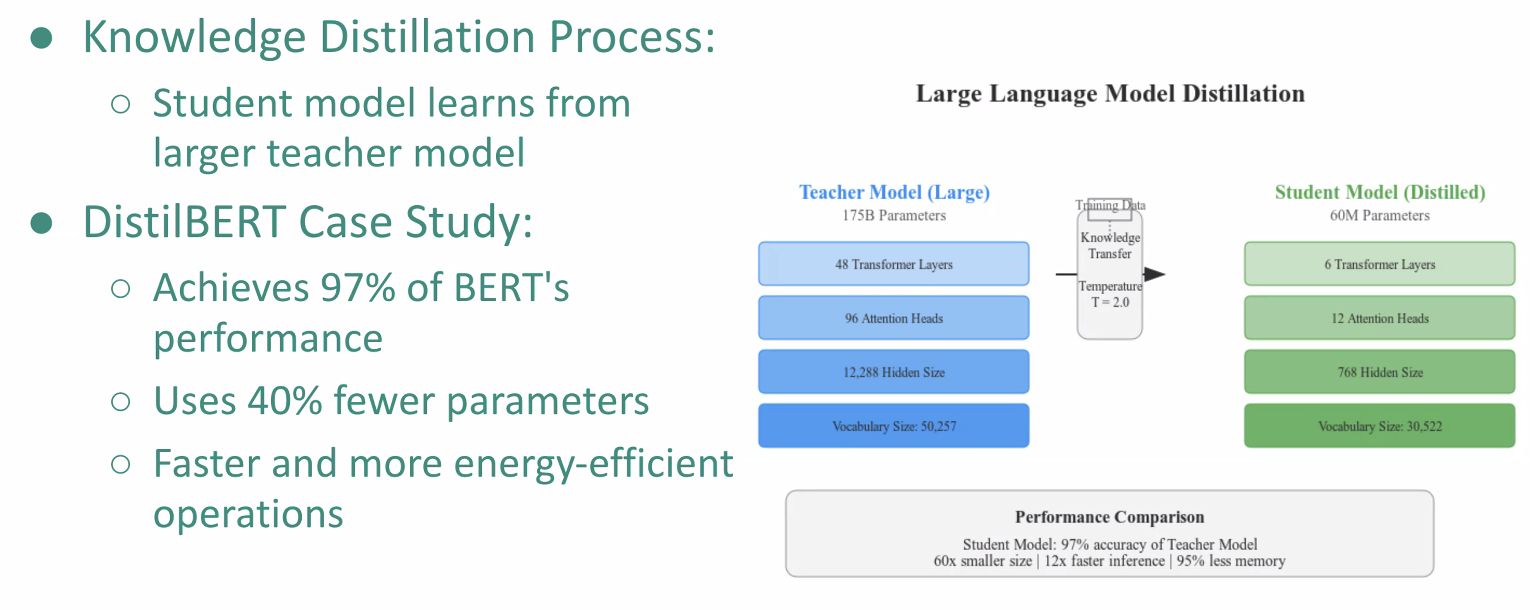 ● Knowledge Distillation Process:
○ Student model learns from
larger teacher model
● DistilBERT Case Study:
○ Achieves 97% of BERT's
performance
○ Uses 40% fewer parameters
○ Faster and more energy-efficient
operations
Large Language Model Distillation
Teacher Model (Large)
175B Parameters
48 Transformer Layers
96 Attention Heads
12,288 Hidden Size
Vocabulary Size: 50,257
Training Data
Knowledge
Transfer
Temperature
T = 2.0
Student Model (Distilled)
60M Parameters
6 Transformer Layers
12 Attention Heads
768 Hidden Size
Vocabulary Size: 30,522
Performance Comparison
Student Model: 97% accuracy of Teacher Model
60x smaller size | 12x faster inference | 95% less memory